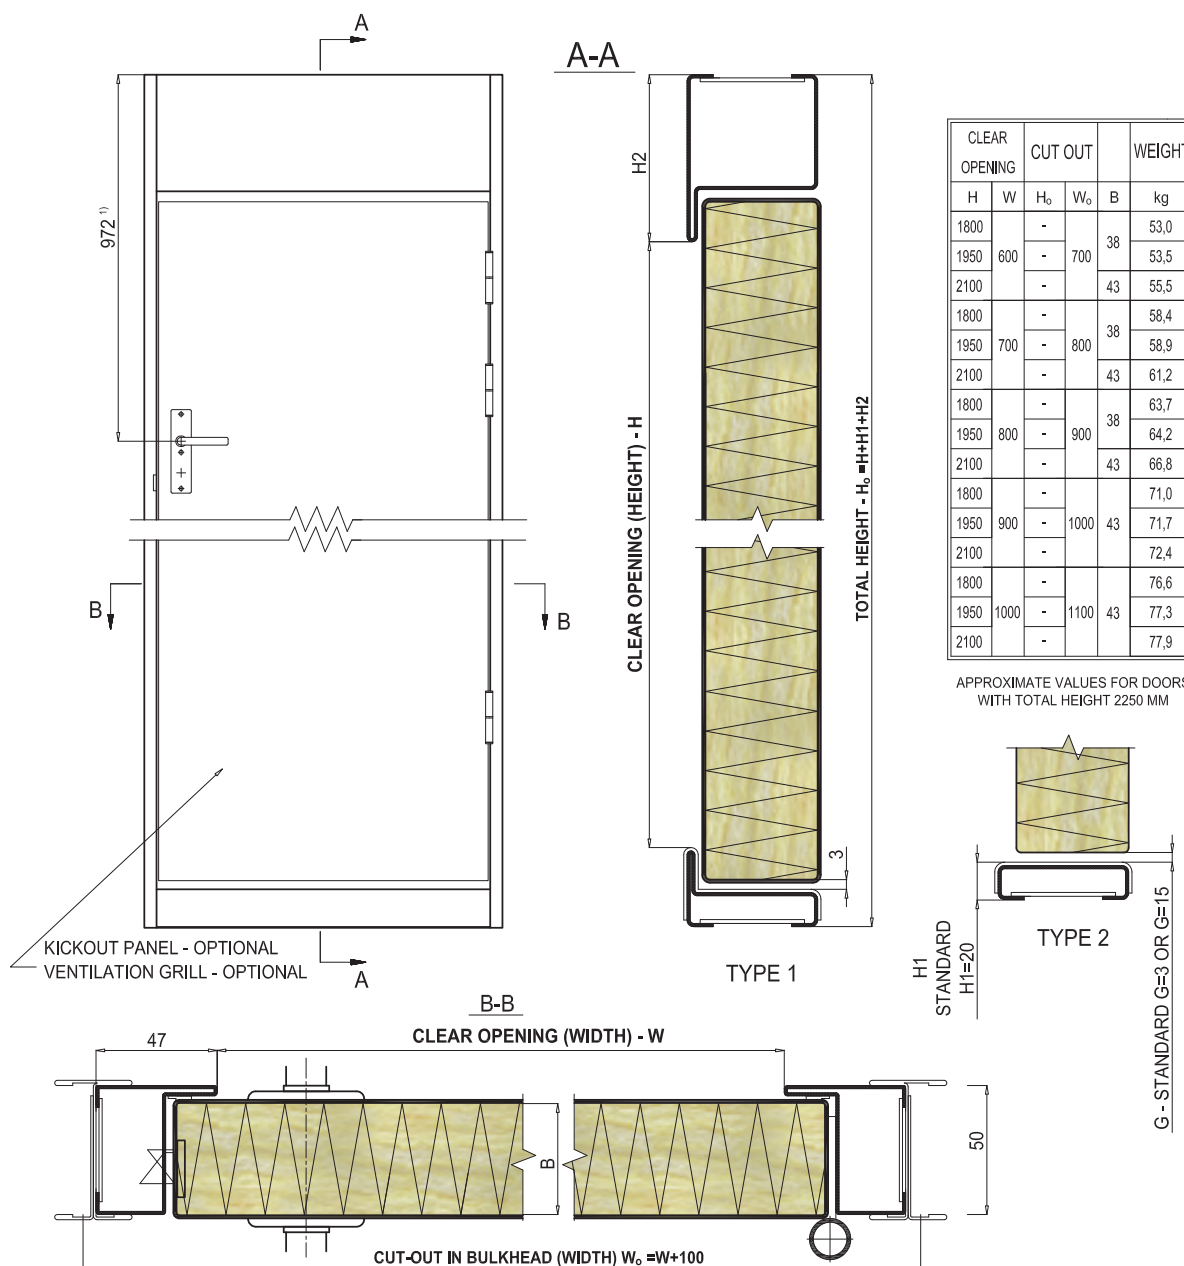 A
A-A
972 ¹⁾
H2
CLEAR OPENING (HEIGHT) - H
TOTAL HEIGHT - Hₒ =H+H1+H2
B
B
3
KICKOUT PANEL - OPTIONAL
VENTILATION GRILL - OPTIONAL
A
TYPE 1
CLEAR OPENING CUT OUT WEIGHT
H W Hₒ Wₒ B kg
1800 600 - 700 38 53,0
1950 - 53,5
2100 - 43 55,5
1800 700 - 800 38 58,4
1950 - 58,9
2100 - 43 61,2
1800 800 - 900 38 63,7
1950 - 64,2
2100 - 43 66,8
1800 - 71,0
1950 900 - 1000 43 71,7
2100 - 72,4
1800 - 76,6
1950 1000 - 1100 43 77,3
2100 - 77,9
APPROXIMATE VALUES FOR DOORS
WITH TOTAL HEIGHT 2250 MM
TYPE 2
H1
STANDARD
H1=20
G - STANDARD G=3 OR G=15
B-B
CLEAR OPENING (WIDTH) - W
47
B
50
CUT-OUT IN BULKHEAD (WIDTH) Wₒ =W+100